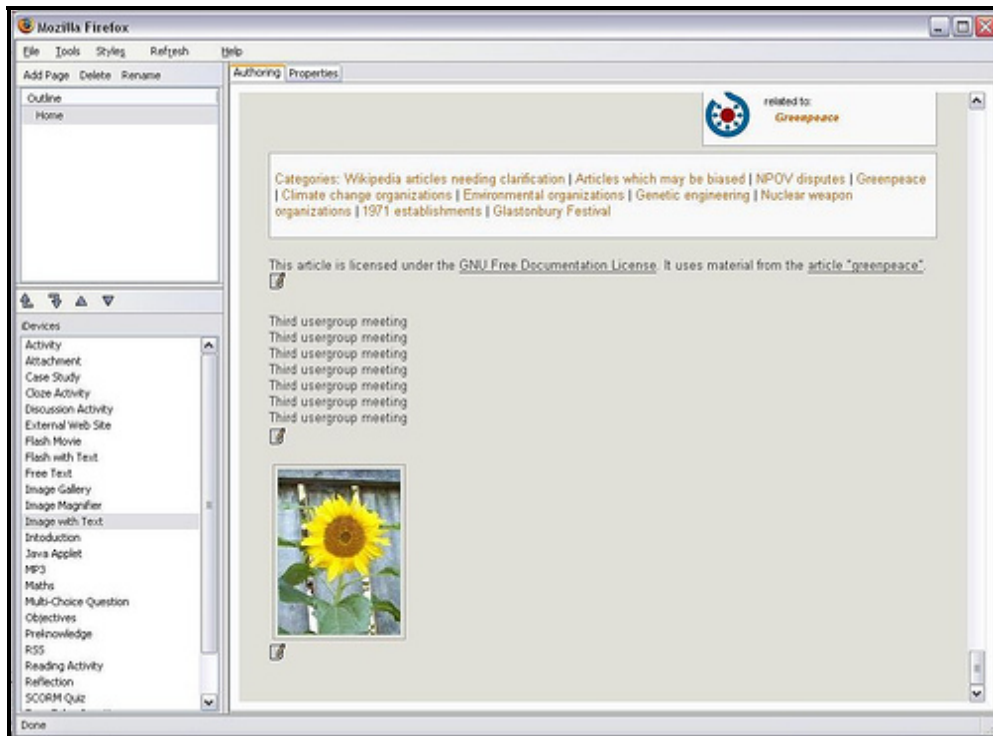 Mozilla Firefox
File Tools Styles Refresh Help
Add Page Delete Rename
Outline
Home
iDevices
Activity
Attachment
Case Study
Cloze Activity
Discussion Activity
External Web Site
Flash Movie
Flash with Text
Free Text
Image Gallery
Image Magnifier
Image with Text
Intoduction
Java Applet
MP3
Maths
Multi-Choice Question
Objectives
Preknowledge
RSS
Reading Activity
Reflection
SCORM Quiz
Authoring Properties
related to:
Greenpeace
Categories: Wikipedia articles needing clarification | Articles which may be biased | NPOV disputes | Greenpeace
| Climate change organizations | Environmental organizations | Genetic engineering | Nuclear weapon
organizations | 1971 establishments | Glastonbury Festival
This article is licensed under the GNU Free Documentation License. It uses material from the article "greenpeace".
Third usergroup meeting
Third usergroup meeting
Third usergroup meeting
Third usergroup meeting
Third usergroup meeting
Third usergroup meeting
Third usergroup meeting
Done